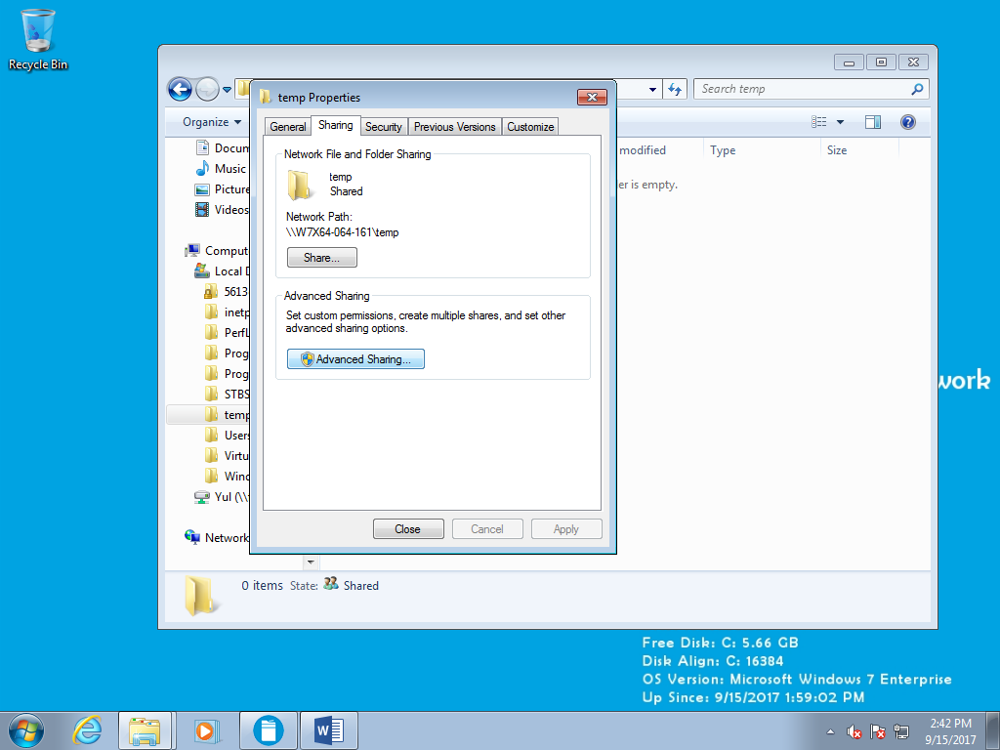 Recycle Bin
Search temp
temp Properties
Organize
General
Sharing
Security
Previous Versions
Customize
modified
Type
Size
Network File and Folder Sharing
temp
Shared
er is empty.
Network Path:
\\W7X64-064-161\temp
Share...
Advanced Sharing
Set custom permissions, create multiple shares, and set other
advanced sharing options.
Advanced Sharing...
Close
Cancel
Apply
Docum
Music
Picture
Videos
Comput
Local D
5613
inetp
PerfL
Prog
Prog
STBS
temp
Users
Virtu
Wind
Yul (\\
Network
0 items State: Shared
work
Free Disk: C: 5.66 GB
Disk Align: C: 16384
OS Version: Microsoft Windows 7 Enterprise
Up Since: 9/15/2017 1:59:02 PM
2:42 PM
9/15/2017